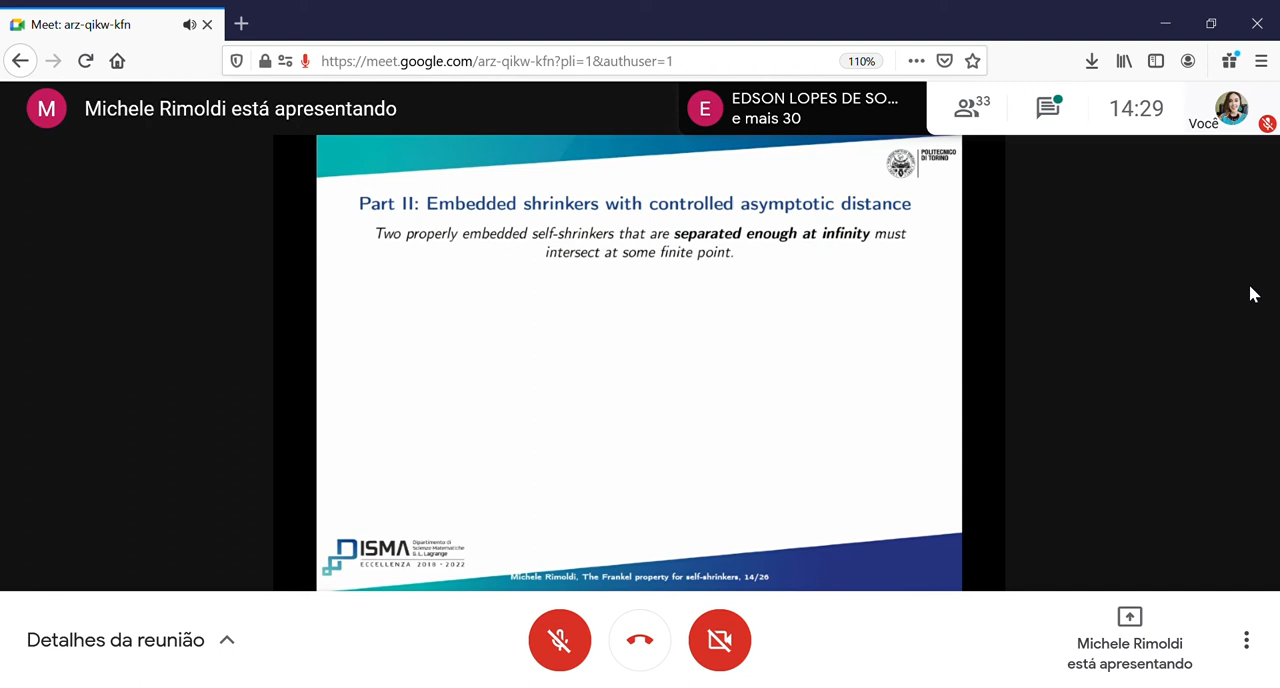 Meet: arz-qikw-kfn
https://meet.google.com/arz-qikw-kfn?pli=1&authuser=1
110%
M
Michele Rimoldi está apresentando
E
EDSON LOPES DE SO...
e mais 30
33
14:29
Você
POLITECNICO
DI TORINO
Part II: Embedded shrinkers with controlled asymptotic distance
Two properly embedded self-shrinkers that are separated enough at infinity must
intersect at some finite point.
DISMA
Dipartimento di
Scienze Matematiche
G.L. Lagrange
ECCELLENZA 2018 · 2022
Michele Rimoldi, The Frankel property for self-shrinkers, 14/26
Detalhes da reunião
Michele Rimoldi
está apresentando